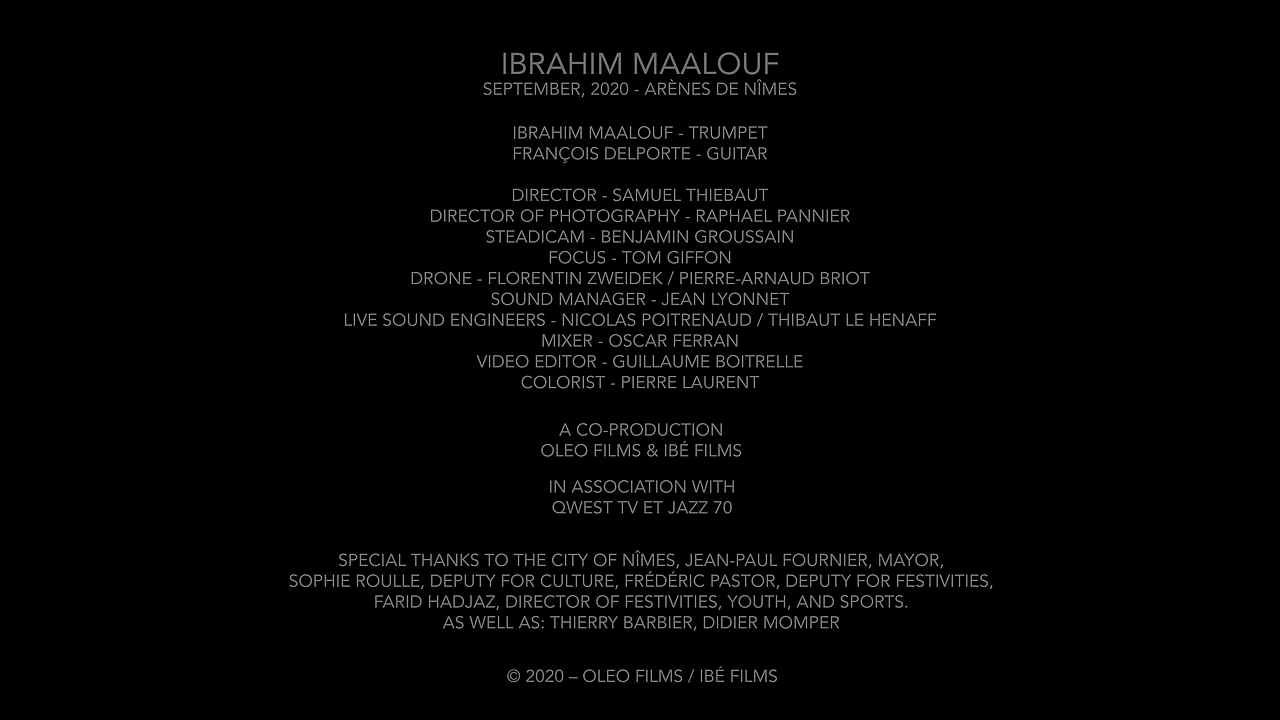 IBRAHIM MAALOUF
SEPTEMBER, 2020 - ARÈNES DE NÎMES
IBRAHIM MAALOUF - TRUMPET
FRANÇOIS DELPORTE - GUITAR
DIRECTOR - SAMUEL THIEBAUT
DIRECTOR OF PHOTOGRAPHY - RAPHAEL PANNIER
STEADICAM - BENJAMIN GROUSSAIN
FOCUS - TOM GIFFON
DRONE - FLORENTIN ZWEIDEK / PIERRE-ARNAUD BRIOT
SOUND MANAGER - JEAN LYONNET
LIVE SOUND ENGINEERS - NICOLAS POITRENAUD / THIBAUT LE HENAFF
MIXER - OSCAR FERRAN
VIDEO EDITOR - GUILLAUME BOITRELLE
COLORIST - PIERRE LAURENT
A CO-PRODUCTION
OLEO FILMS & IBÉ FILMS
IN ASSOCIATION WITH
QWEST TV ET JAZZ 70
SPECIAL THANKS TO THE CITY OF NÎMES, JEAN-PAUL FOURNIER, MAYOR,
SOPHIE ROULLE, DEPUTY FOR CULTURE, FRÉDÉRIC PASTOR, DEPUTY FOR FESTIVITIES,
FARID HADJAZ, DIRECTOR OF FESTIVITIES, YOUTH, AND SPORTS.
AS WELL AS: THIERRY BARBIER, DIDIER MOMPER
© 2020 – OLEO FILMS / IBÉ FILMS